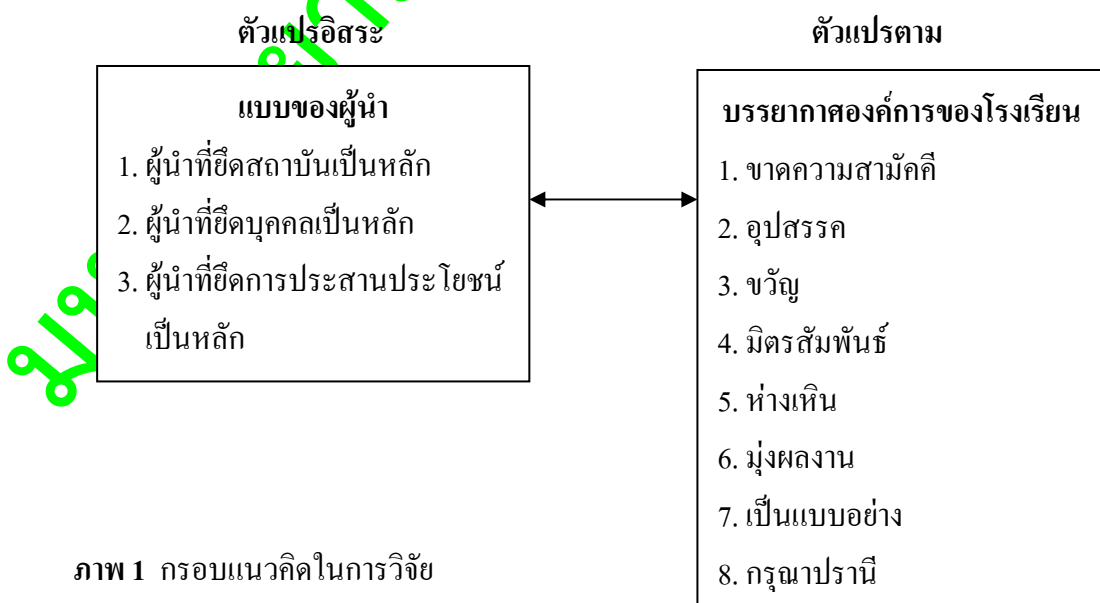 ตัวแปรอิสระ
ตัวแปรตาม
แบบของผู้นำ
1. ผู้นำที่ยึดสถาบันเป็นหลัก
2. ผู้นำที่ยึดบุคคลเป็นหลัก
3. ผู้นำที่ยึดการประสานประโยชน์
เป็นหลัก
บรรยากาศองค์การของโรงเรียน
1. ขาดความสามัคคี
2. อุปสรรค
3. ขวัญ
4. มิตรสัมพันธ์
5. ห่างเหิน
6. มุ่งผลงาน
7. เป็นแบบอย่าง
8. กรุณาปรานี
ภาพ 1 กรอบแนวคิดในการวิจัย